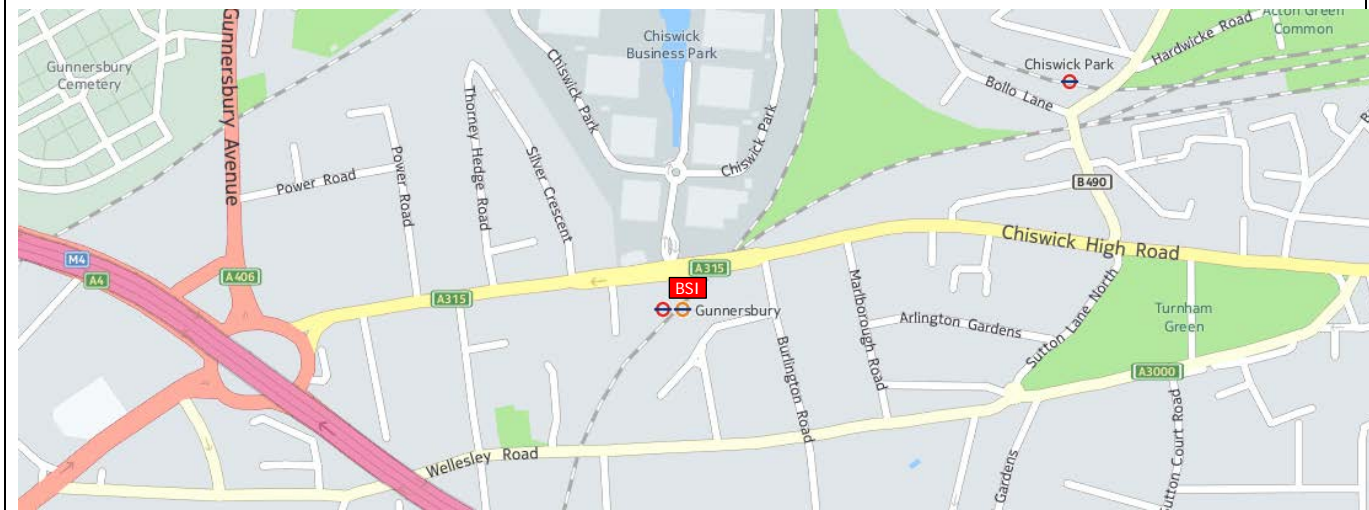 Acton Green
Common
Hardwicke Road
Gunnersbury Avenue
Chiswick
Business Park
Gunnersbury
Cemetery
Chiswick Park
Bollo Lane
Thorney Hedge Road
Chiswick Park
Silver Crescent
Power Road
Power Road
Chiswick Park
B490
Chiswick High Road
M4
A4
A406
A315
A315
BSI
Gunnersbury
Marlborough Road
Arlington Gardens
Sutton Lane North
Turnham
Green
Burlington Road
A3000
Wellesley Road
Gardens
Sutton Court Road